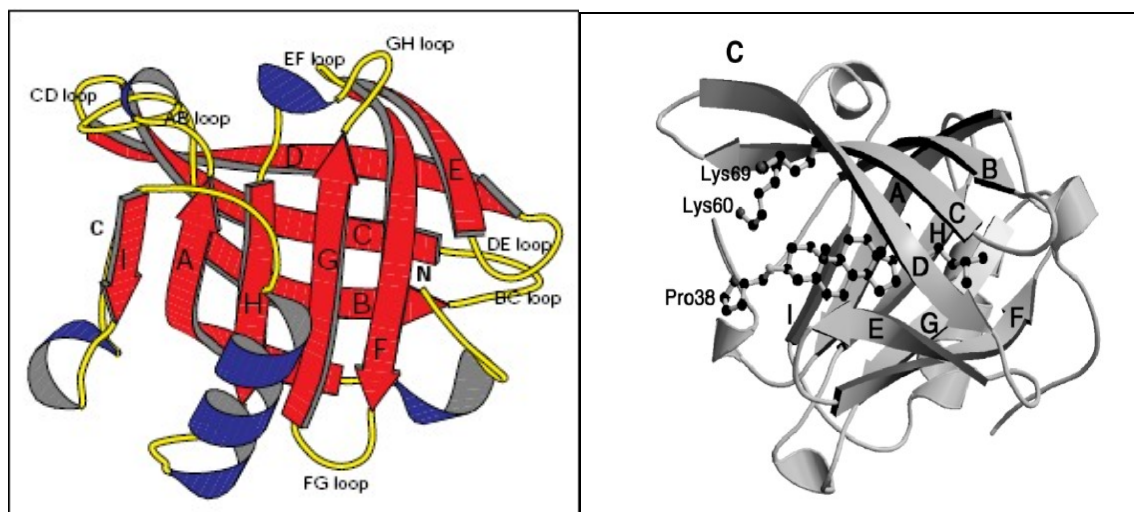 EF loop
GH loop
CD loop
AB loop
D
E
C
I
A
C
G
N
DE loop
H
B
BC loop
F
FG loop
C
Lys69
Lys60
A
B
C
H
D
Pro38
I
E
G
F